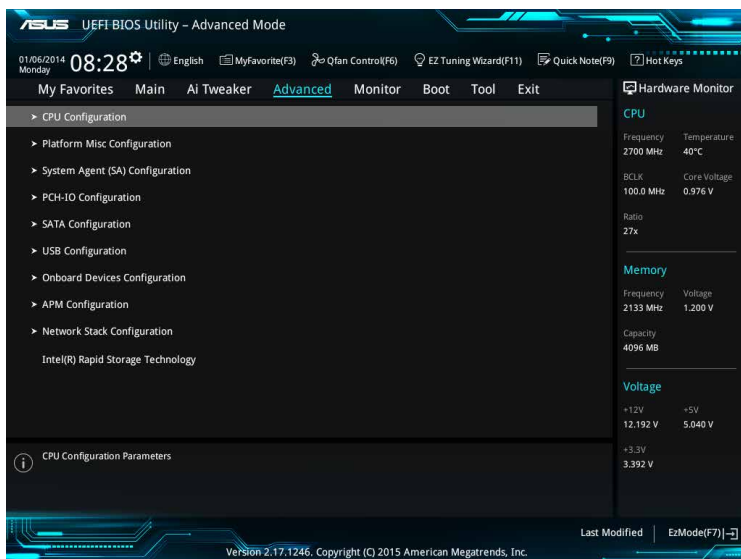 ASUS UEFI BIOS Utility – Advanced Mode
01/06/2014 Monday 08:28 English MyFavorite(F3) Qfan Control(F6) EZ Tuning Wizard(F11) Quick Note(F9) ? Hot Keys
My Favorites Main Ai Tweaker Advanced Monitor Boot Tool Exit
> CPU Configuration
> Platform Misc Configuration
> System Agent (SA) Configuration
> PCH-IO Configuration
> SATA Configuration
> USB Configuration
> Onboard Devices Configuration
> APM Configuration
> Network Stack Configuration
Intel(R) Rapid Storage Technology
i CPU Configuration Parameters
Hardware Monitor
CPU
Frequency Temperature
2700 MHz 40°C
BCLK Core Voltage
100.0 MHz 0.976 V
Ratio
27x
Memory
Frequency Voltage
2133 MHz 1.200 V
Capacity
4096 MB
Voltage
+12V +5V
12.192 V 5.040 V
+3.3V
3.392 V
Last Modified | EzMode(F7)|
Version 2.17.1246. Copyright (C) 2015 American Megatrends, Inc.